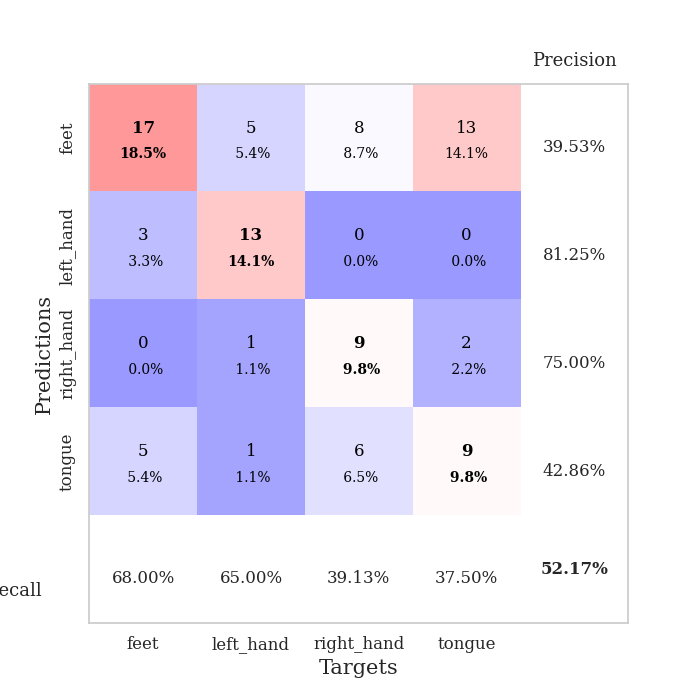 Precision
feet
17 5 8 13 39.53%
18.5% 5.4% 8.7% 14.1%
left_hand
3 13 0 0 81.25%
3.3% 14.1% 0.0% 0.0%
right_hand
0 1 9 2 75.00%
0.0% 1.1% 9.8% 2.2%
tongue
5 1 6 9 42.86%
5.4% 1.1% 6.5% 9.8%
Predictions
ecall
68.00% 65.00% 39.13% 37.50% 52.17%
feet left_hand right_hand tongue
Targets